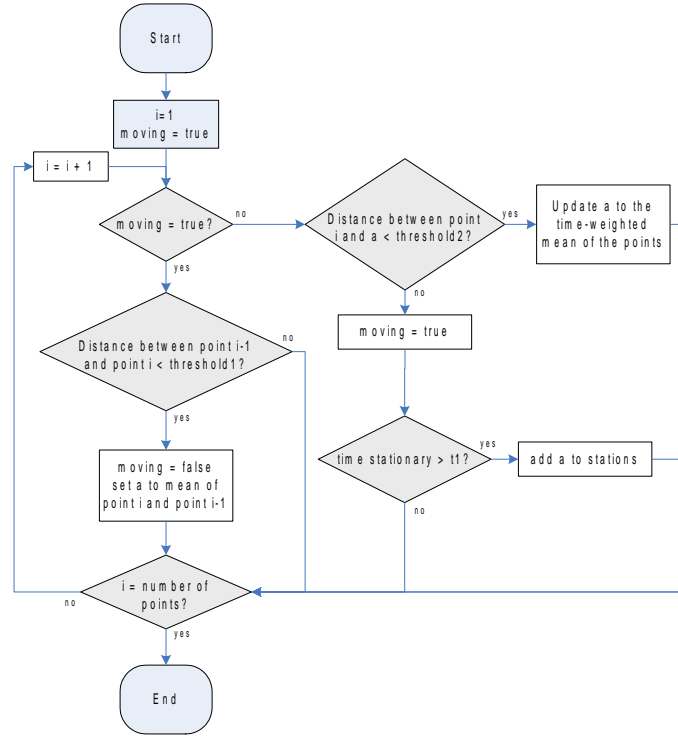 Start
i=1
moving = true
i = i + 1
moving = true?
no
yes
Distance between point
i and a < threshold2?
yes
no
Update a to the
time-weighted
mean of the points
moving = true
Distance between point i-1
and point i < threshold1?
no
yes
time stationary > t1?
yes
no
add a to stations
moving = false
set a to mean of
point i and point i-1
i = number of
points?
no
yes
End